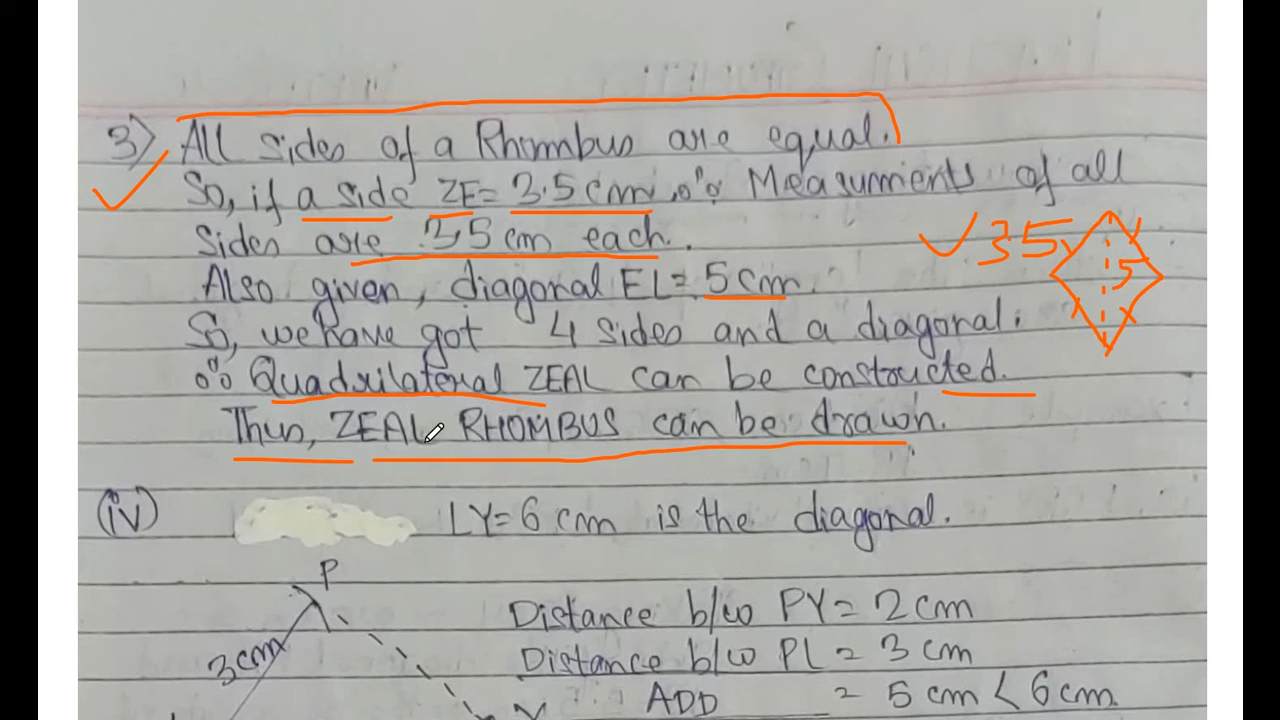 3) All sides of a Rhombus are equal.
So, if a side ZE = 3.5 cm ∴ Measurments of all
sides are 3.5 cm each.
3.5
5
Also given, diagonal EL = 5 cm.
So, we have got 4 sides and a diagonal.
∴ Quadrilateral ZEAL can be constructed.
Thus, ZEAL RHOMBUS can be drawn.
(iv) LY = 6 cm is the diagonal.
P
3cm
Distance b/w PY = 2 cm
Distance b/w PL = 3 cm
ADD = 5 cm < 6 cm